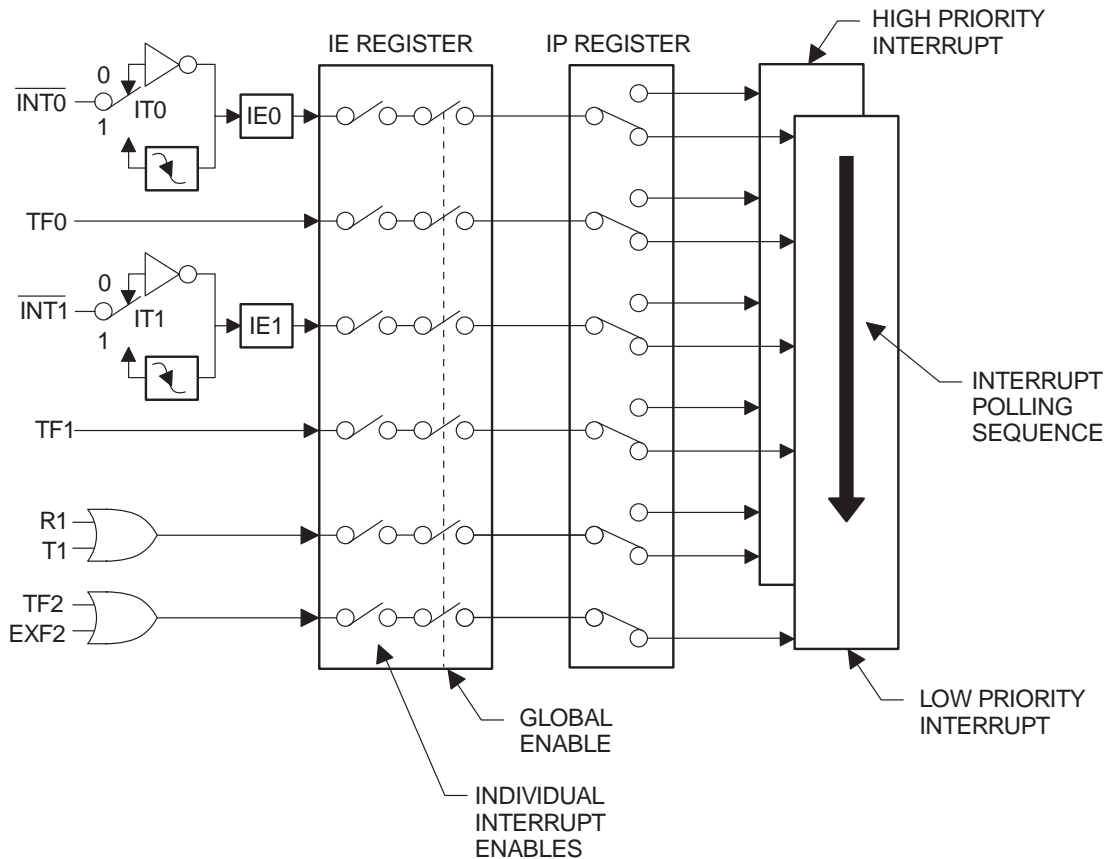 HIGH PRIORITY
INTERRUPT
IE REGISTER
IP REGISTER
0
INT0
IT0
1
IE0
TF0
0
INT1
IT1
1
IE1
INTERRUPT
POLLING
SEQUENCE
TF1
R1
T1
TF2
EXF2
LOW PRIORITY
INTERRUPT
GLOBAL
ENABLE
INDIVIDUAL
INTERRUPT
ENABLES